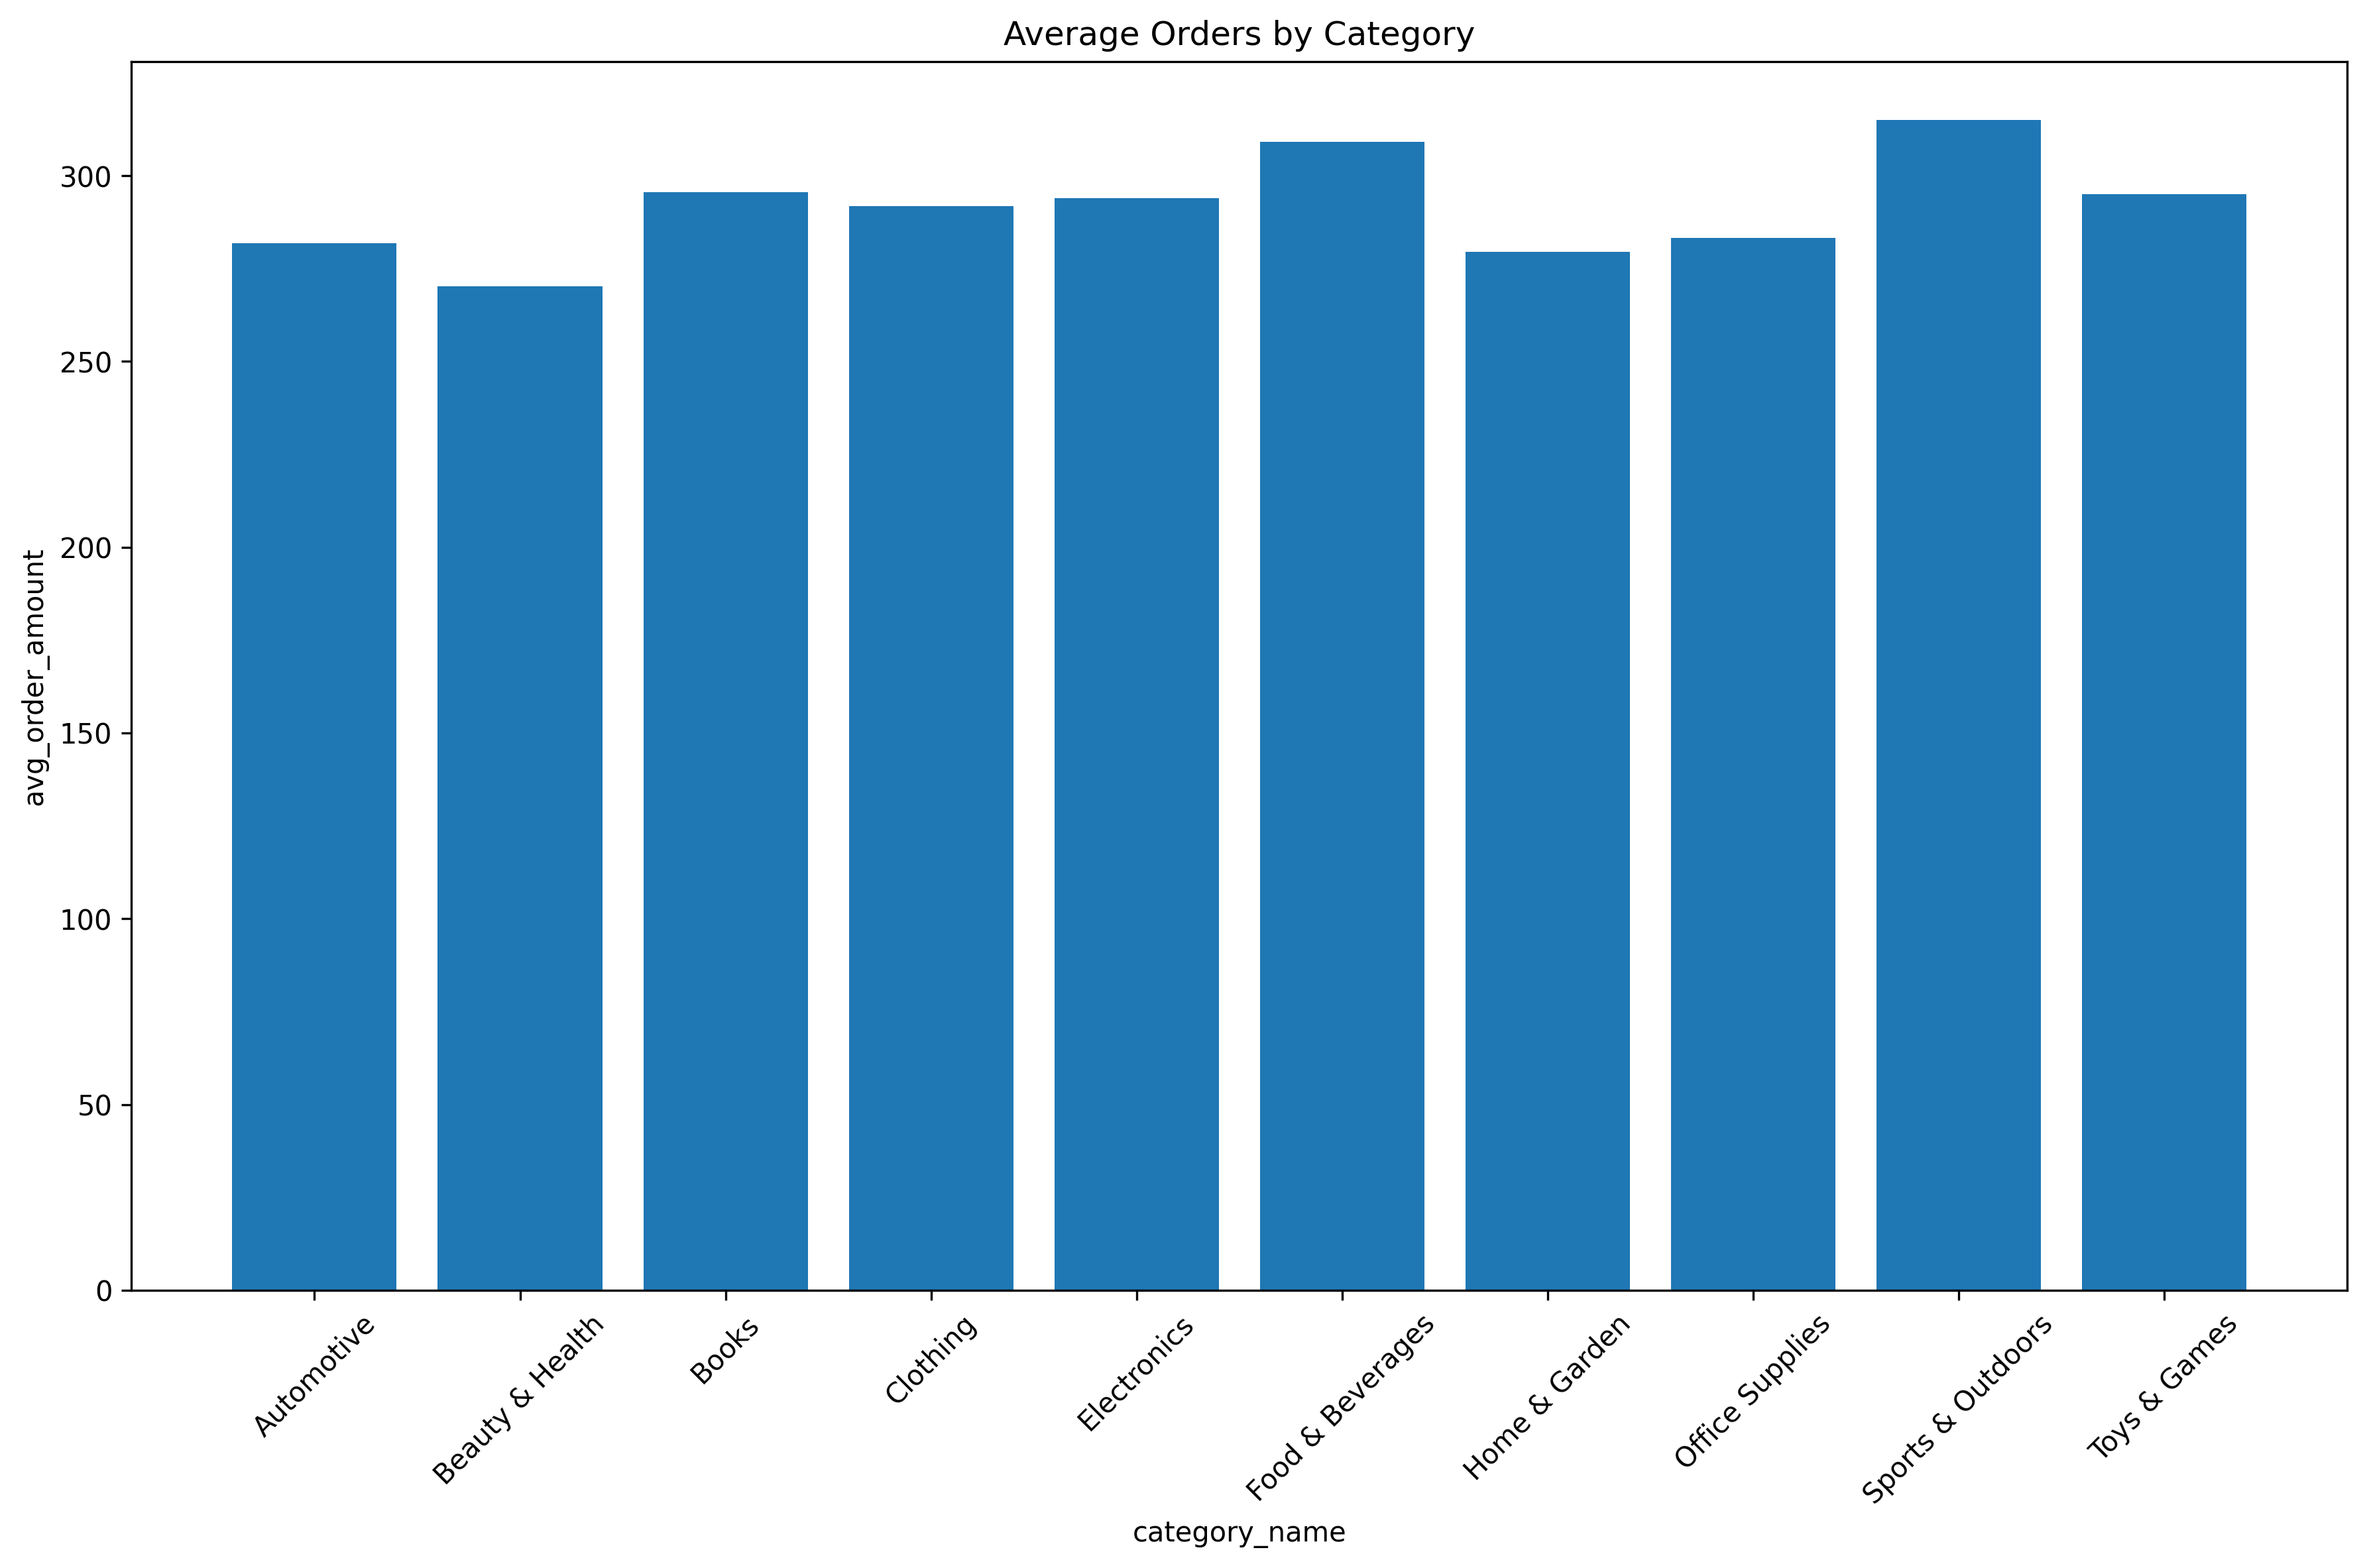 Average Orders by Category
avg_order_amount
300
250
200
150
100
50
0
Automotive
Beauty & Health
Books
Clothing
Electronics
Food & Beverages
Home & Garden
Office Supplies
Sports & Outdoors
Toys & Games
category_name